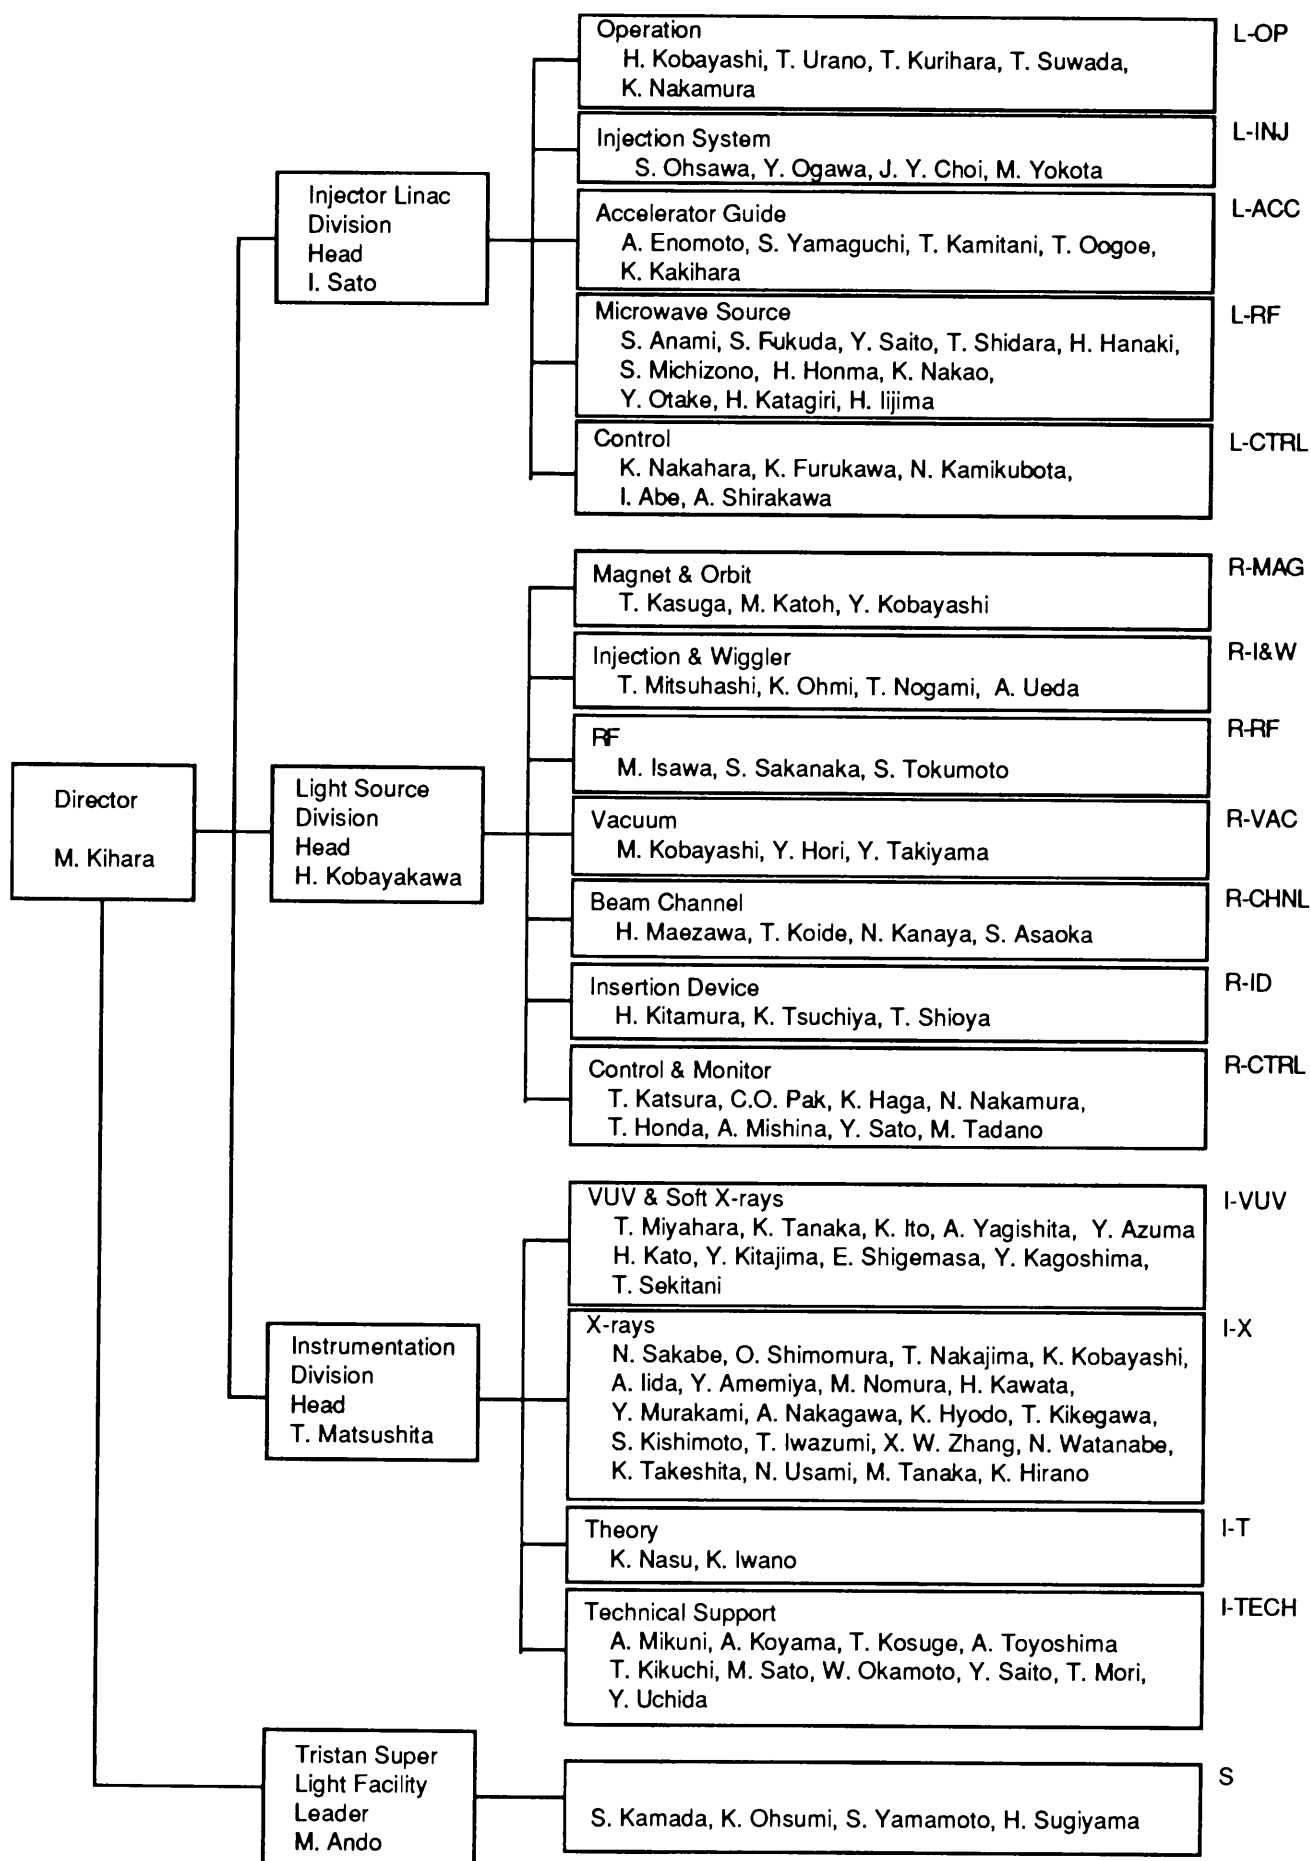 Operation
L-OP
H. Kobayashi, T. Urano, T. Kurihara, T. Suwada,
K. Nakamura
Injection System
L-INJ
S. Ohsawa, Y. Ogawa, J. Y. Choi, M. Yokota
Injector Linac
Division
Head
I. Sato
Accelerator Guide
L-ACC
A. Enomoto, S. Yamaguchi, T. Kamitani, T. Oogoe,
K. Kakihara
Microwave Source
L-RF
S. Anami, S. Fukuda, Y. Saito, T. Shidara, H. Hanaki,
S. Michizono, H. Honma, K. Nakao,
Y. Otake, H. Katagiri, H. Iijima
Control
L-CTRL
K. Nakahara, K. Furukawa, N. Kamikubota,
I. Abe, A. Shirakawa
Magnet & Orbit
R-MAG
T. Kasuga, M. Katoh, Y. Kobayashi
Injection & Wiggler
R-I&W
T. Mitsuhashi, K. Ohmi, T. Nogami, A. Ueda
RF
R-RF
M. Isawa, S. Sakanaka, S. Tokumoto
Director
M. Kihara
Light Source
Division
Head
H. Kobayakawa
Vacuum
R-VAC
M. Kobayashi, Y. Hori, Y. Takiyama
Beam Channel
R-CHNL
H. Maezawa, T. Koide, N. Kanaya, S. Asaoka
Insertion Device
R-ID
H. Kitamura, K. Tsuchiya, T. Shioya
Control & Monitor
R-CTRL
T. Katsura, C.O. Pak, K. Haga, N. Nakamura,
T. Honda, A. Mishina, Y. Sato, M. Tadano
VUV & Soft X-rays
I-VUV
T. Miyahara, K. Tanaka, K. Ito, A. Yagishita, Y. Azuma
H. Kato, Y. Kitajima, E. Shigemasa, Y. Kagoshima,
T. Sekitani
Instrumentation
Division
Head
T. Matsushita
X-rays
I-X
N. Sakabe, O. Shimomura, T. Nakajima, K. Kobayashi,
A. Iida, Y. Amemiya, M. Nomura, H. Kawata,
Y. Murakami, A. Nakagawa, K. Hyodo, T. Kikegawa,
S. Kishimoto, T. Iwazumi, X. W. Zhang, N. Watanabe,
K. Takeshita, N. Usami, M. Tanaka, K. Hirano
Theory
I-T
K. Nasu, K. Iwano
Technical Support
I-TECH
A. Mikuni, A. Koyama, T. Kosuge, A. Toyoshima
T. Kikuchi, M. Sato, W. Okamoto, Y. Saito, T. Mori,
Y. Uchida
Tristan Super
Light Facility
Leader
M. Ando
S
S. Kamada, K. Ohsumi, S. Yamamoto, H. Sugiyama